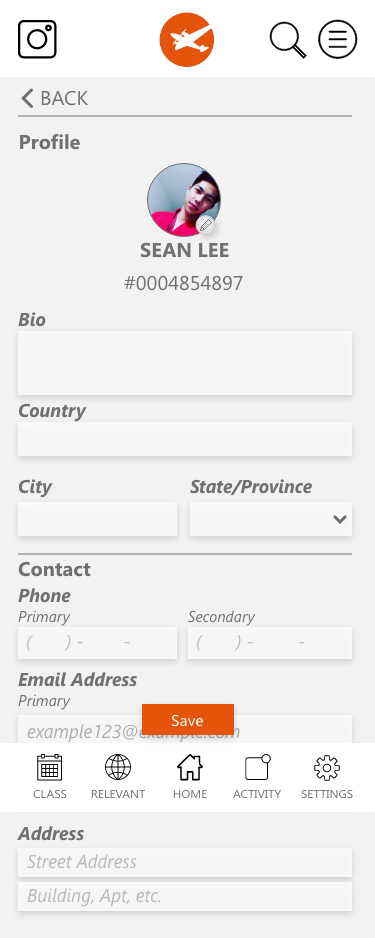 BACK
Profile
SEAN LEE
#0004854897
Bio
Country
City State/Province
Contact
Phone
Primary Secondary
( ) - - ( ) - -
Email Address
Primary
Save
example123@example.com
CLASS RELEVANT HOME ACTIVITY SETTINGS
Address
Street Address
Building, Apt, etc.